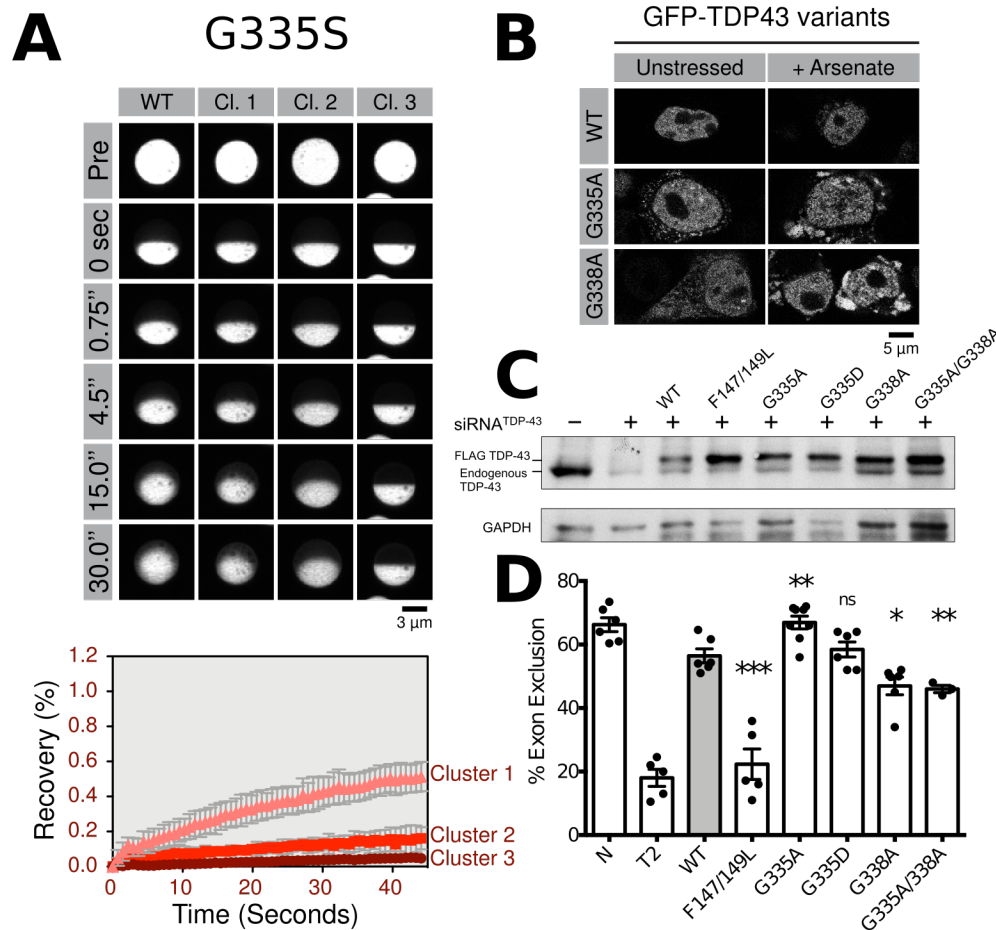 A
G335S
WT Cl. 1 Cl. 2 Cl. 3
Pre
0 sec
0.75”
4.5”
15.0”
30.0”
3 µm
1.2
1.0
0.8
0.6
0.4
0.2
0.0
Recovery (%)
0 10 20 30 40
Time (Seconds)
Cluster 1
Cluster 2
Cluster 3
B
GFP-TDP43 variants
Unstressed + Arsenate
WT
G335A
G338A
5 µm
C
WT F147/149L G335A G335D G338A G335A/G338A
siRNATDP-43 − + + + + + + +
FLAG TDP-43
Endogenous
TDP-43
GAPDH
D
80
60
40
20
0
% Exon Exclusion
*** ** ns * **
N T2 WT F147/149L G335A G335D G338A G335A/338A